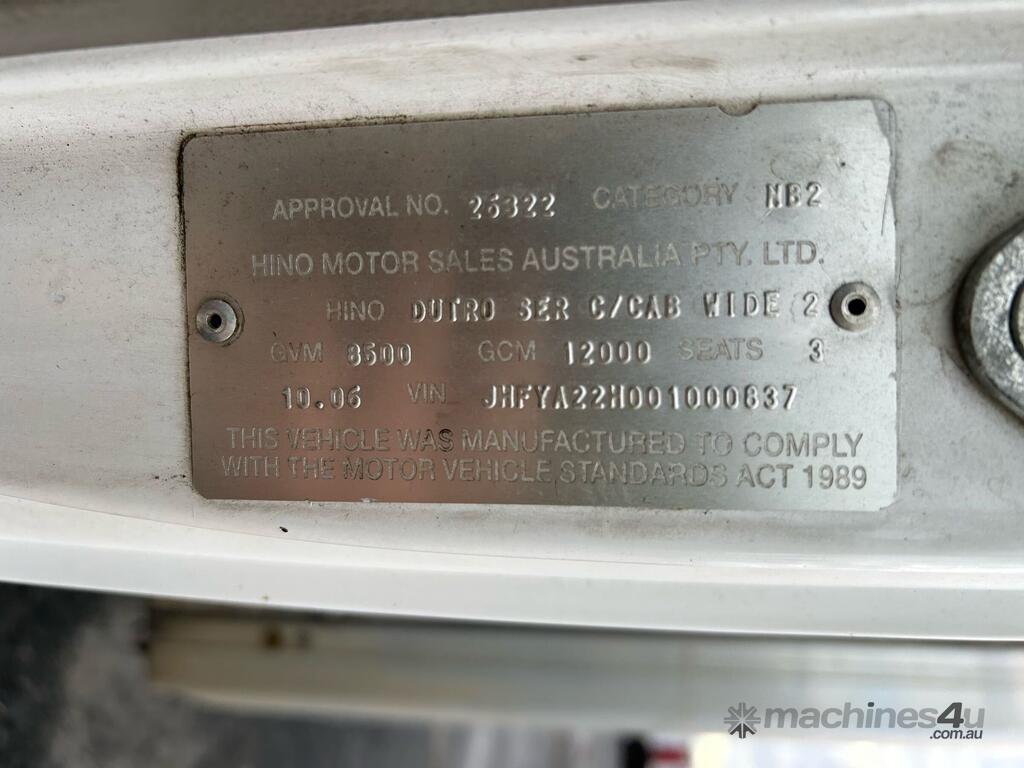 APPROVAL NO. 26322 CATEGORY NB2
HINO MOTOR SALES AUSTRALIA PTY. LTD.
HINO DUTRO SER C/CAB WIDE 2
GVM 8500 GCM 12000 SEATS 3
10.06 VIN JHFYA22H001000837
THIS VEHICLE WAS MANUFACTURED TO COMPLY
WITH THE MOTOR VEHICLE STANDARDS ACT 1989
machines4u
.com.au